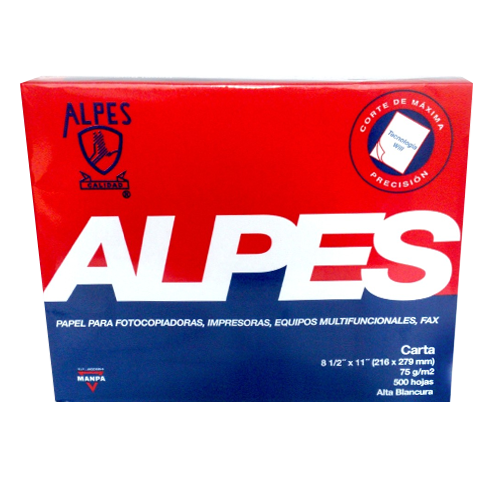 ALPES
CALIDAD
®
CORTE DE MÁXIMA
Tecnología
Will
PRECISIÓN
ALPES
PAPEL PARA FOTOCOPIADORAS, IMPRESORAS, EQUIPOS MULTIFUNCIONALES, FAX
Carta
8 1/2" x 11" (216 x 279 mm)
75 g/m2
500 hojas
Alta Blancura
MANPA